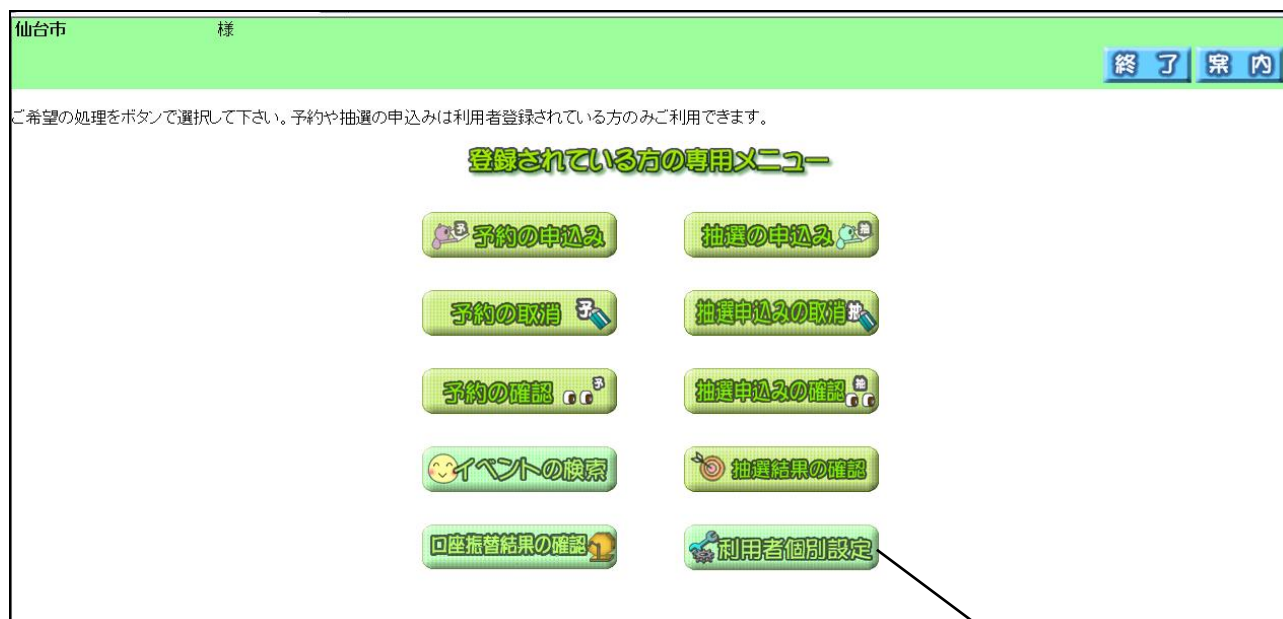 仙台市 様
終 了 案 内
ご希望の処理をボタンで選択して下さい。予約や抽選の申込みは利用者登録されている方のみご利用できます。
登録されている方の専用メニュー
予約の申込み 予
抽選の申込み 抽
予約の取消 予
抽選申込みの取消 抽
予約の確認 予
抽選申込みの確認 抽
イベントの検索
抽選結果の確認
口座振替結果の確認
利用者個別設定